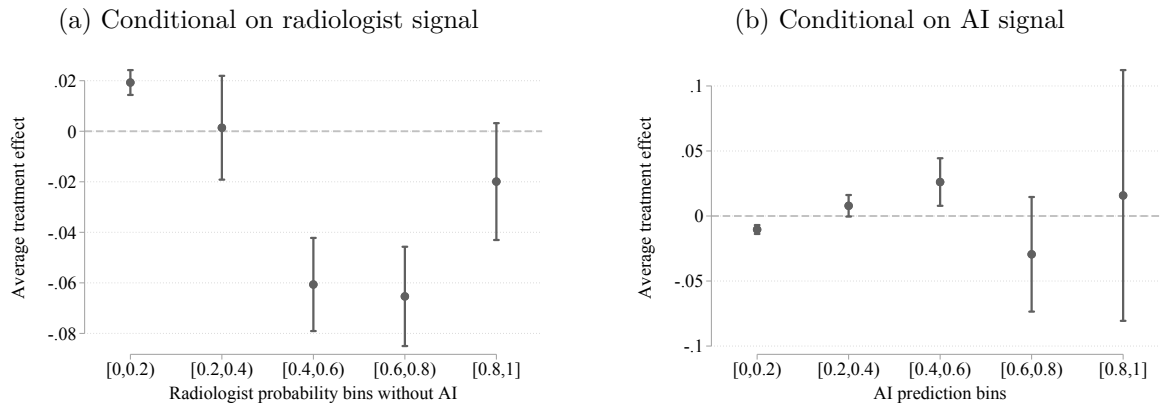 (a) Conditional on radiologist signal
Average treatment effect
.02
0
-.02
-.04
-.06
-.08
[0,0.2) [0.2,0.4) [0.4,0.6) [0.6,0.8) [0.8,1]
Radiologist probability bins without AI
(b) Conditional on AI signal
Average treatment effect
.1
.05
0
-.05
-.1
[0,0.2) [0.2,0.4) [0.4,0.6) [0.6,0.8) [0.8,1]
AI prediction bins